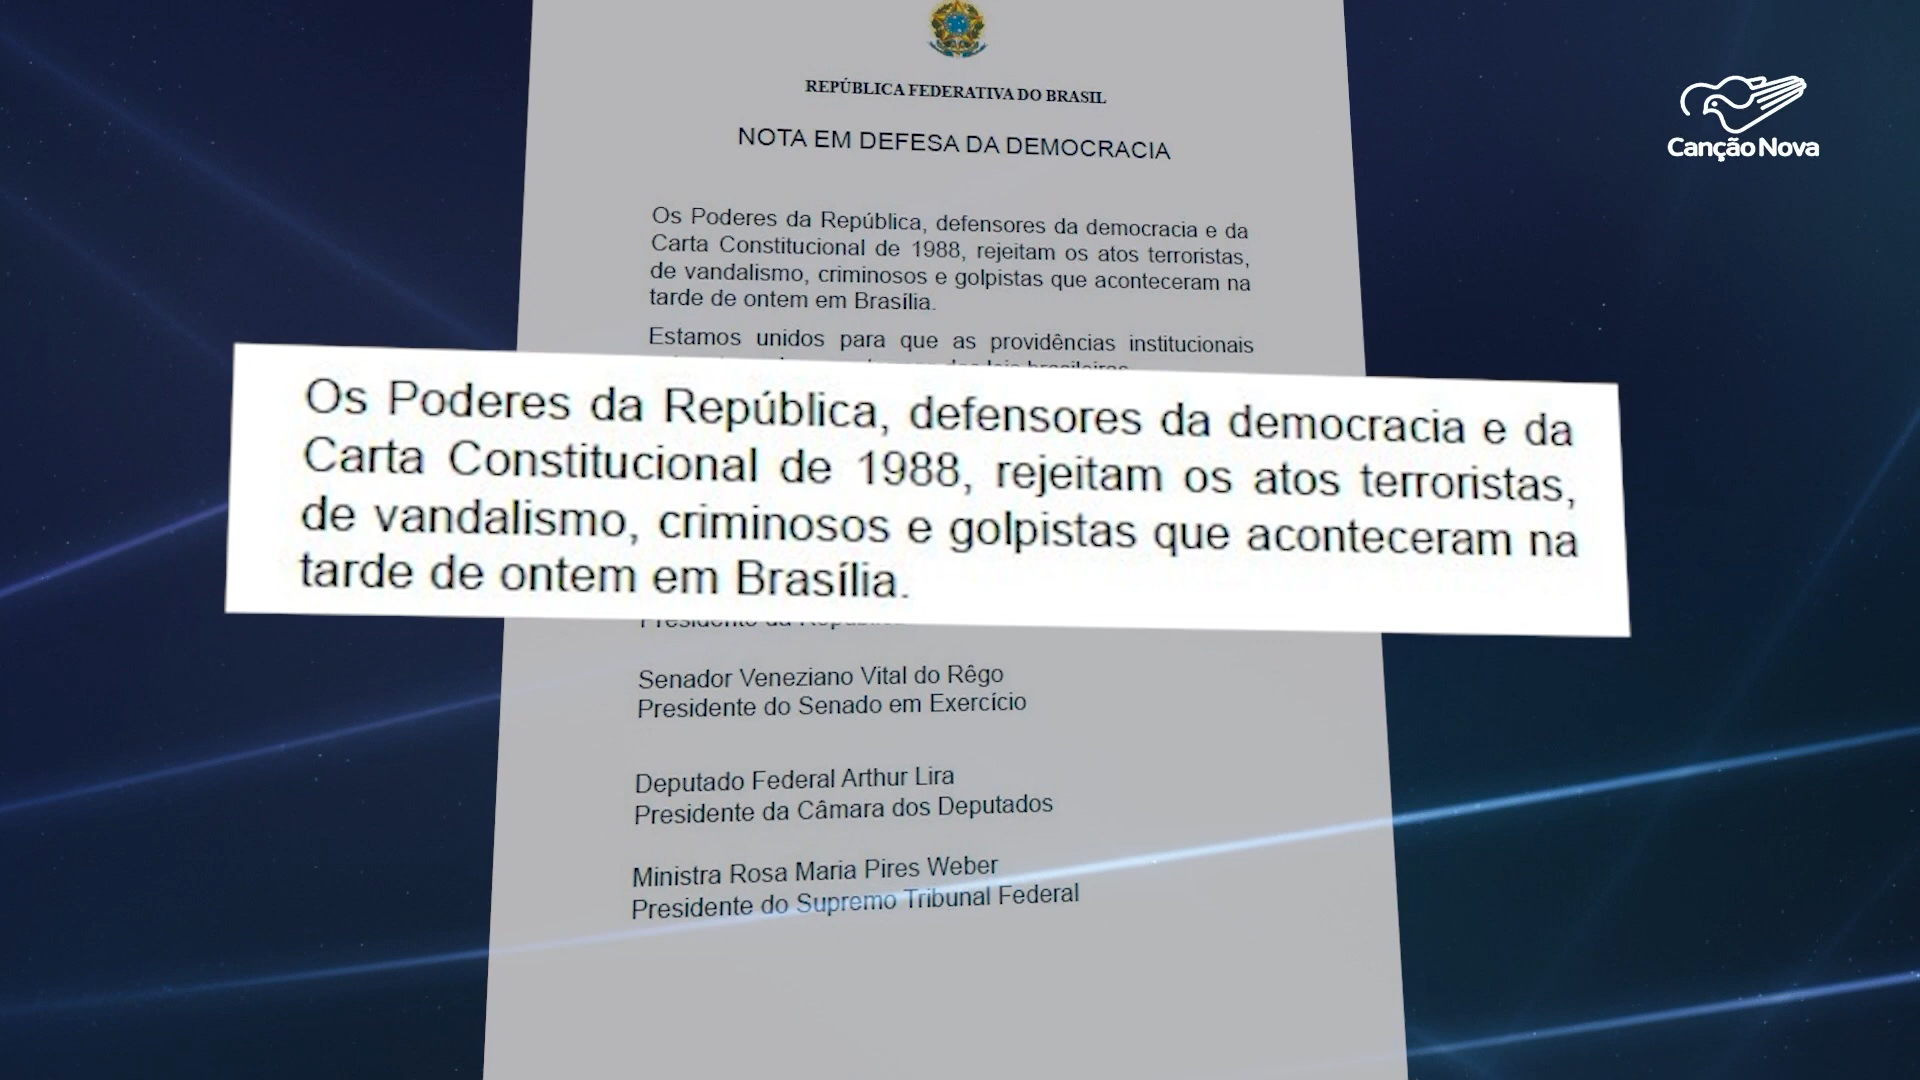 REPÚBLICA FEDERATIVA DO BRASIL
Canção Nova
NOTA EM DEFESA DA DEMOCRACIA
Os Poderes da República, defensores da democracia e da
Carta Constitucional de 1988, rejeitam os atos terroristas,
de vandalismo, criminosos e golpistas que aconteceram na
tarde de ontem em Brasília.
Estamos unidos para que as providências institucionais
Os Poderes da República, defensores da democracia e da
Carta Constitucional de 1988, rejeitam os atos terroristas,
de vandalismo, criminosos e golpistas que aconteceram na
tarde de ontem em Brasília.
Senador Veneziano Vital do Rêgo
Presidente do Senado em Exercício
Deputado Federal Arthur Lira
Presidente da Câmara dos Deputados
Ministra Rosa Maria Pires Weber
Presidente do Supremo Tribunal Federal